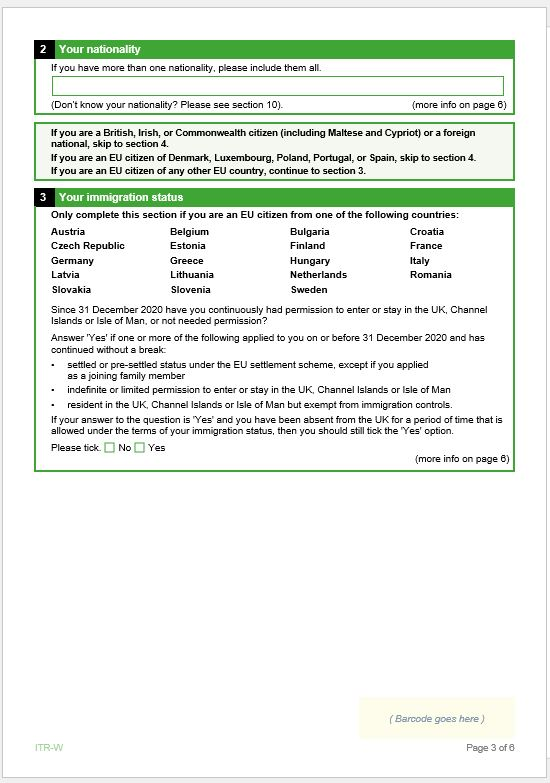 2 Your nationality
If you have more than one nationality, please include them all.
(Don't know your nationality? Please see section 10). (more info on page 6)
If you are a British, Irish, or Commonwealth citizen (including Maltese and Cypriot) or a foreign
national, skip to section 4.
If you are an EU citizen of Denmark, Luxembourg, Poland, Portugal, or Spain, skip to section 4.
If you are an EU citizen of any other EU country, continue to section 3.
3 Your immigration status
Only complete this section if you are an EU citizen from one of the following countries:
Austria Belgium Bulgaria Croatia
Czech Republic Estonia Finland France
Germany Greece Hungary Italy
Latvia Lithuania Netherlands Romania
Slovakia Slovenia Sweden
Since 31 December 2020 have you continuously had permission to enter or stay in the UK, Channel
Islands or Isle of Man, or not needed permission?
Answer 'Yes' if one or more of the following applied to you on or before 31 December 2020 and has
continued without a break:
• settled or pre-settled status under the EU settlement scheme, except if you applied
as a joining family member
• indefinite or limited permission to enter or stay in the UK, Channel Islands or Isle of Man
• resident in the UK, Channel Islands or Isle of Man but exempt from immigration controls.
If your answer to the question is 'Yes' and you have been absent from the UK for a period of time that is
allowed under the terms of your immigration status, then you should still tick the 'Yes' option.
Please tick. No Yes
(more info on page 6)
( Barcode goes here )
ITR-W Page 3 of 6